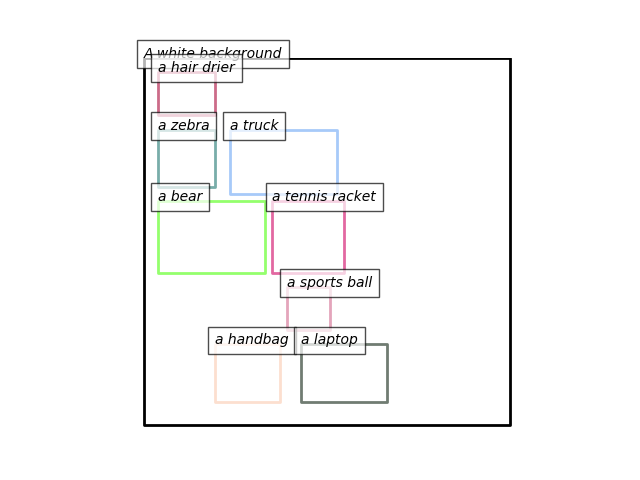 A white background
a hair drier
a zebra
a truck
a bear
a tennis racket
a sports ball
a handbag
a laptop